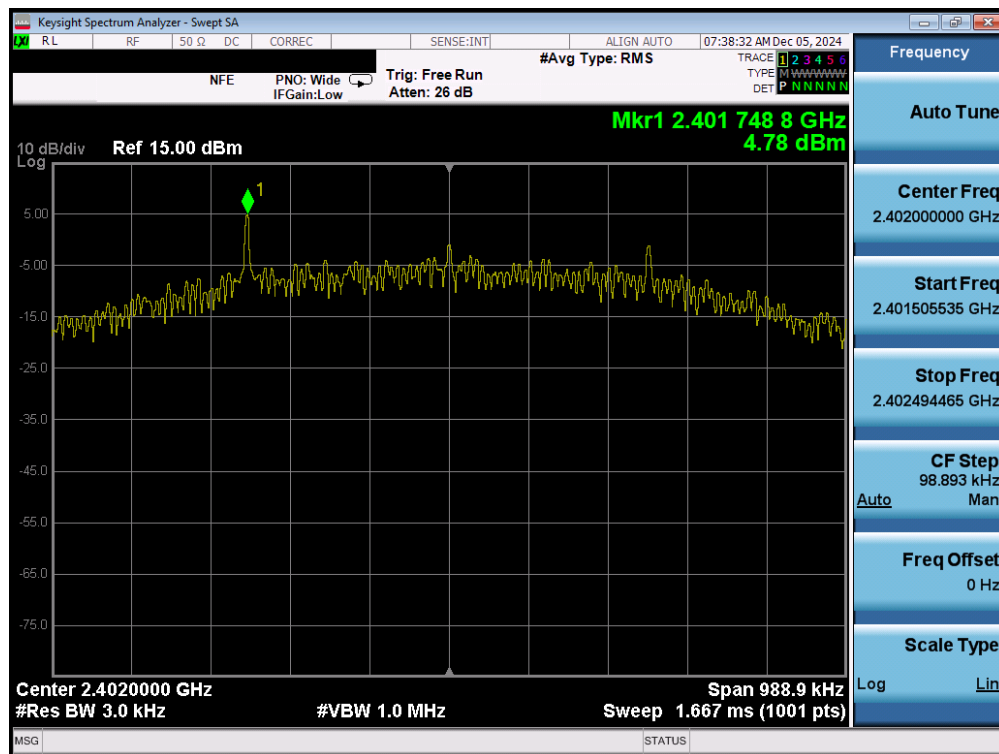 Keysight Spectrum Analyzer - Swept SA
LXI RL RF 50 Ω DC CORREC SENSE:INT ALIGN AUTO 07:38:32 AM Dec 05, 2024
NFE PNO: Wide IFGain:Low Trig: Free Run Atten: 26 dB #Avg Type: RMS
TRACE 1 2 3 4 5 6
TYPE M WWWWW
DET P N N N N N
Mkr1 2.401 748 8 GHz
4.78 dBm
10 dB/div Ref 15.00 dBm
Log
1
5.00
-5.00
-15.0
-25.0
-35.0
-45.0
-55.0
-65.0
-75.0
Center 2.4020000 GHz Span 988.9 kHz
#Res BW 3.0 kHz #VBW 1.0 MHz Sweep 1.667 ms (1001 pts)
MSG STATUS
Frequency
Auto Tune
Center Freq
2.402000000 GHz
Start Freq
2.401505535 GHz
Stop Freq
2.402494465 GHz
CF Step
98.893 kHz
Auto Man
Freq Offset
0 Hz
Scale Type
Log Lin